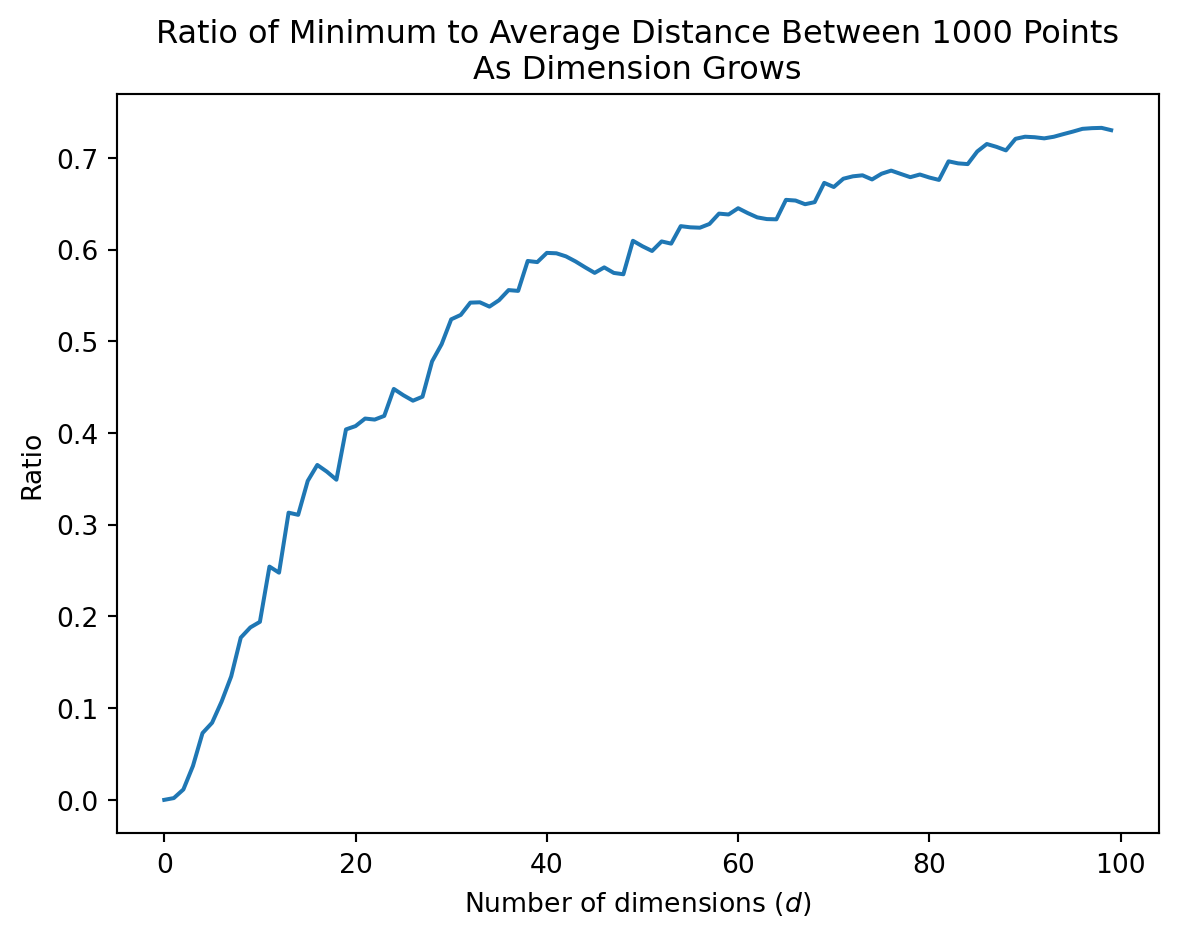 Ratio of Minimum to Average Distance Between 1000 Points
As Dimension Grows
Ratio
0.7
0.6
0.5
0.4
0.3
0.2
0.1
0.0
0 20 40 60 80 100
Number of dimensions (d)